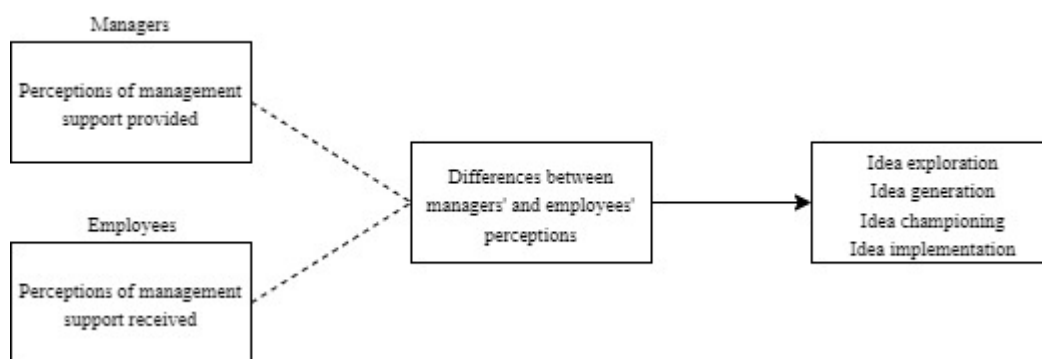 Managers
Perceptions of management
support provided
Employees
Perceptions of management
support received
Differences between
managers' and employees'
perceptions
Idea exploration
Idea generation
Idea championing
Idea implementation